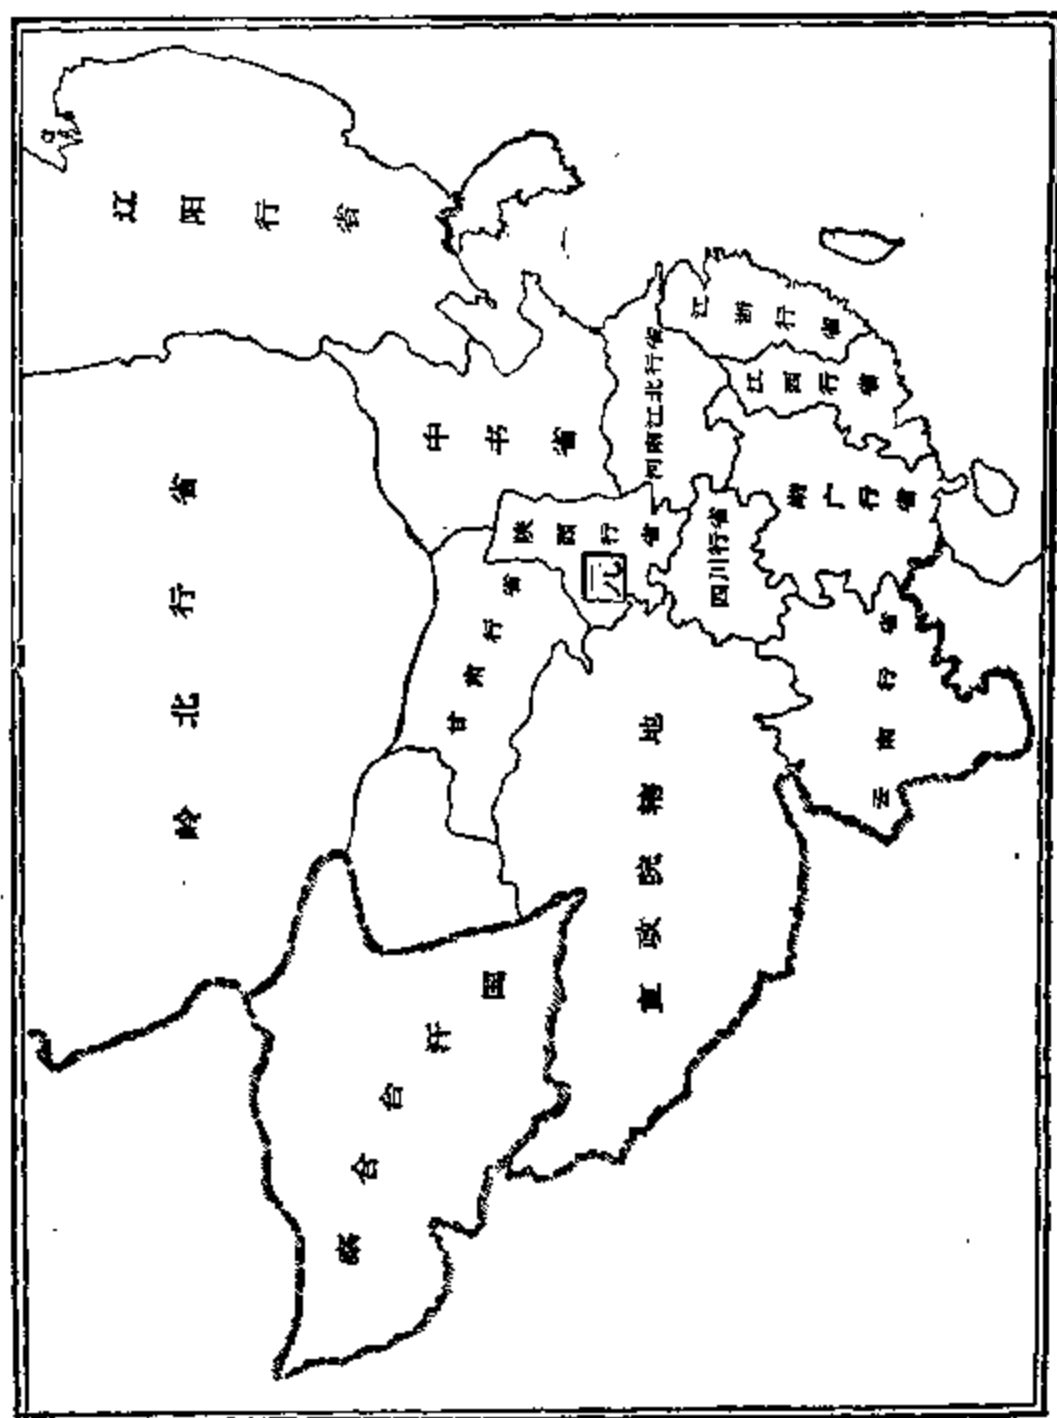 辽阳行省
岭北行省
中书省
甘肃行省
陕西行省
元
河南江北行省
江浙行省
江西行省
湖广行省
四川行省
云南行省
宣政院辖地
察合台汗国